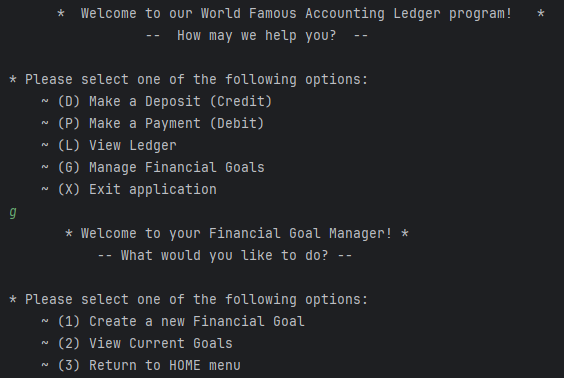 * Welcome to our World Famous Accounting Ledger program! *
-- How may we help you? --
* Please select one of the following options:
~ (D) Make a Deposit (Credit)
~ (P) Make a Payment (Debit)
~ (L) View Ledger
~ (G) Manage Financial Goals
~ (X) Exit application
g
* Welcome to your Financial Goal Manager! *
-- What would you like to do? --
* Please select one of the following options:
~ (1) Create a new Financial Goal
~ (2) View Current Goals
~ (3) Return to HOME menu